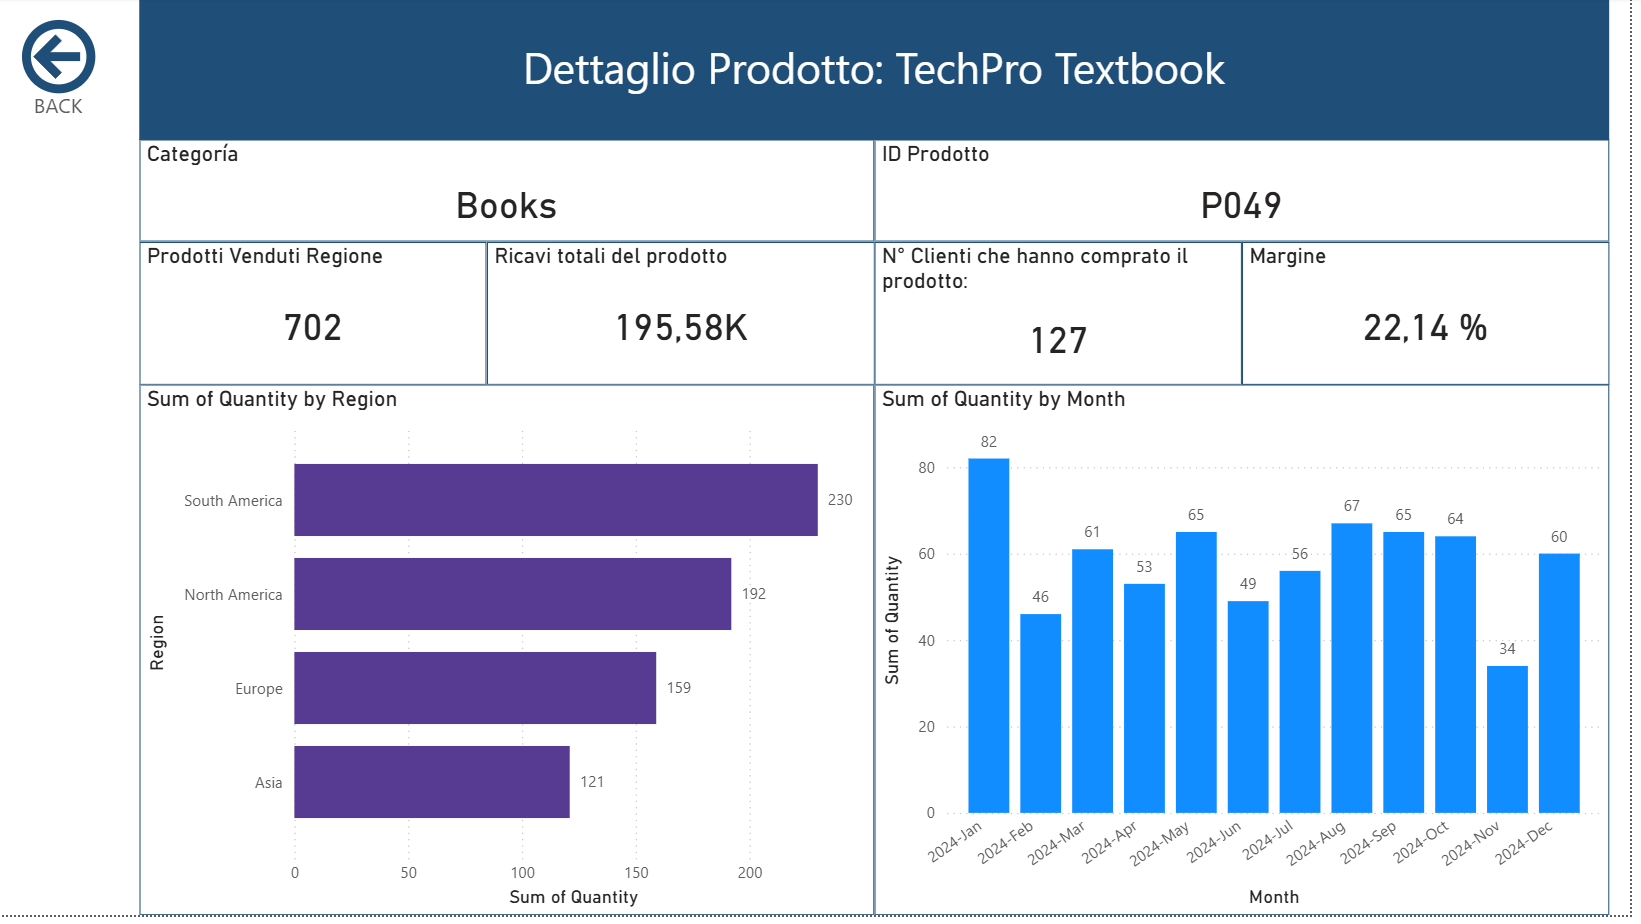 BACK
Dettaglio Prodotto: TechPro Textbook
Categoría
Books
ID Prodotto
P049
Prodotti Venduti Regione
702
Ricavi totali del prodotto
195,58K
N° Clienti che hanno comprato il
prodotto:
127
Margine
22,14 %
Sum of Quantity by Region
Region
South America
230
North America
192
Europe
159
Asia
121
0
50
100
150
200
Sum of Quantity
Sum of Quantity by Month
Sum of Quantity
80
60
40
20
0
82
46
61
53
65
49
56
67
65
64
34
60
2024-Jan
2024-Feb
2024-Mar
2024-Apr
2024-May
2024-Jun
2024-Jul
2024-Aug
2024-Sep
2024-Oct
2024-Nov
2024-Dec
Month